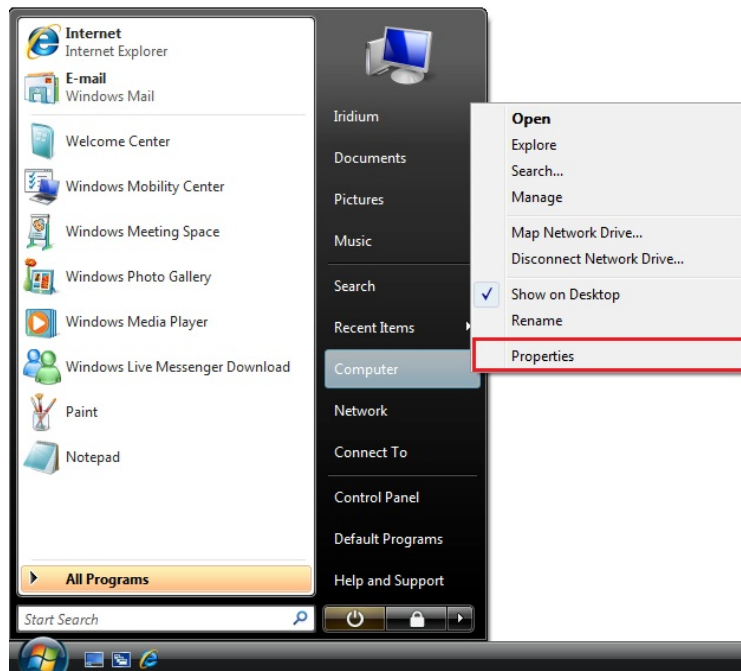 Internet
Internet Explorer
E-mail
Windows Mail
Welcome Center
Windows Mobility Center
Windows Meeting Space
Windows Photo Gallery
Windows Media Player
Windows Live Messenger Download
Paint
Notepad
All Programs
Start Search
Iridium
Documents
Pictures
Music
Search
Recent Items
Computer
Network
Connect To
Control Panel
Default Programs
Help and Support
Open
Explore
Search...
Manage
Map Network Drive...
Disconnect Network Drive...
Show on Desktop
Rename
Properties